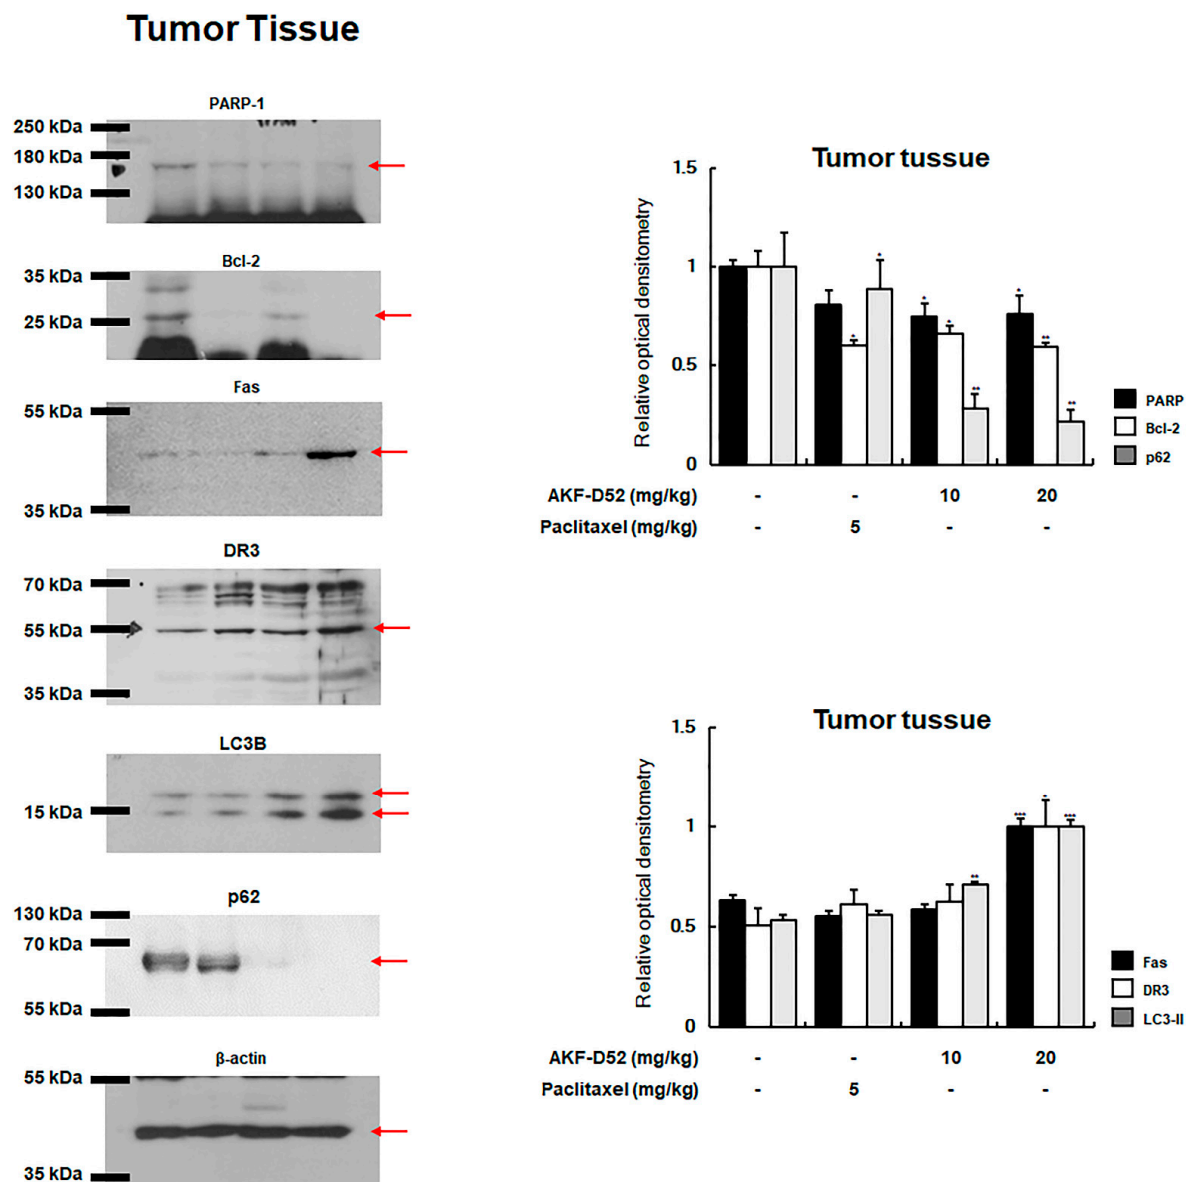 Tumor Tissue
PARP-1
250 kDa
180 kDa
130 kDa
Bcl-2
35 kDa
25 kDa
Fas
55 kDa
35 kDa
DR3
70 kDa
55 kDa
35 kDa
LC3B
15 kDa
p62
130 kDa
70 kDa
55 kDa
β-actin
55 kDa
35 kDa
Tumor tussue
Relative optical densitometry
1.5
1
0.5
0
* * * * * ** ** **
PARP
Bcl-2
p62
AKF-D52 (mg/kg) - - 10 20
Paclitaxel (mg/kg) - 5 - -
Tumor tussue
Relative optical densitometry
1.5
1
0.5
0
** *** * ***
Fas
DR3
LC3-II
AKF-D52 (mg/kg) - - 10 20
Paclitaxel (mg/kg) - 5 - -